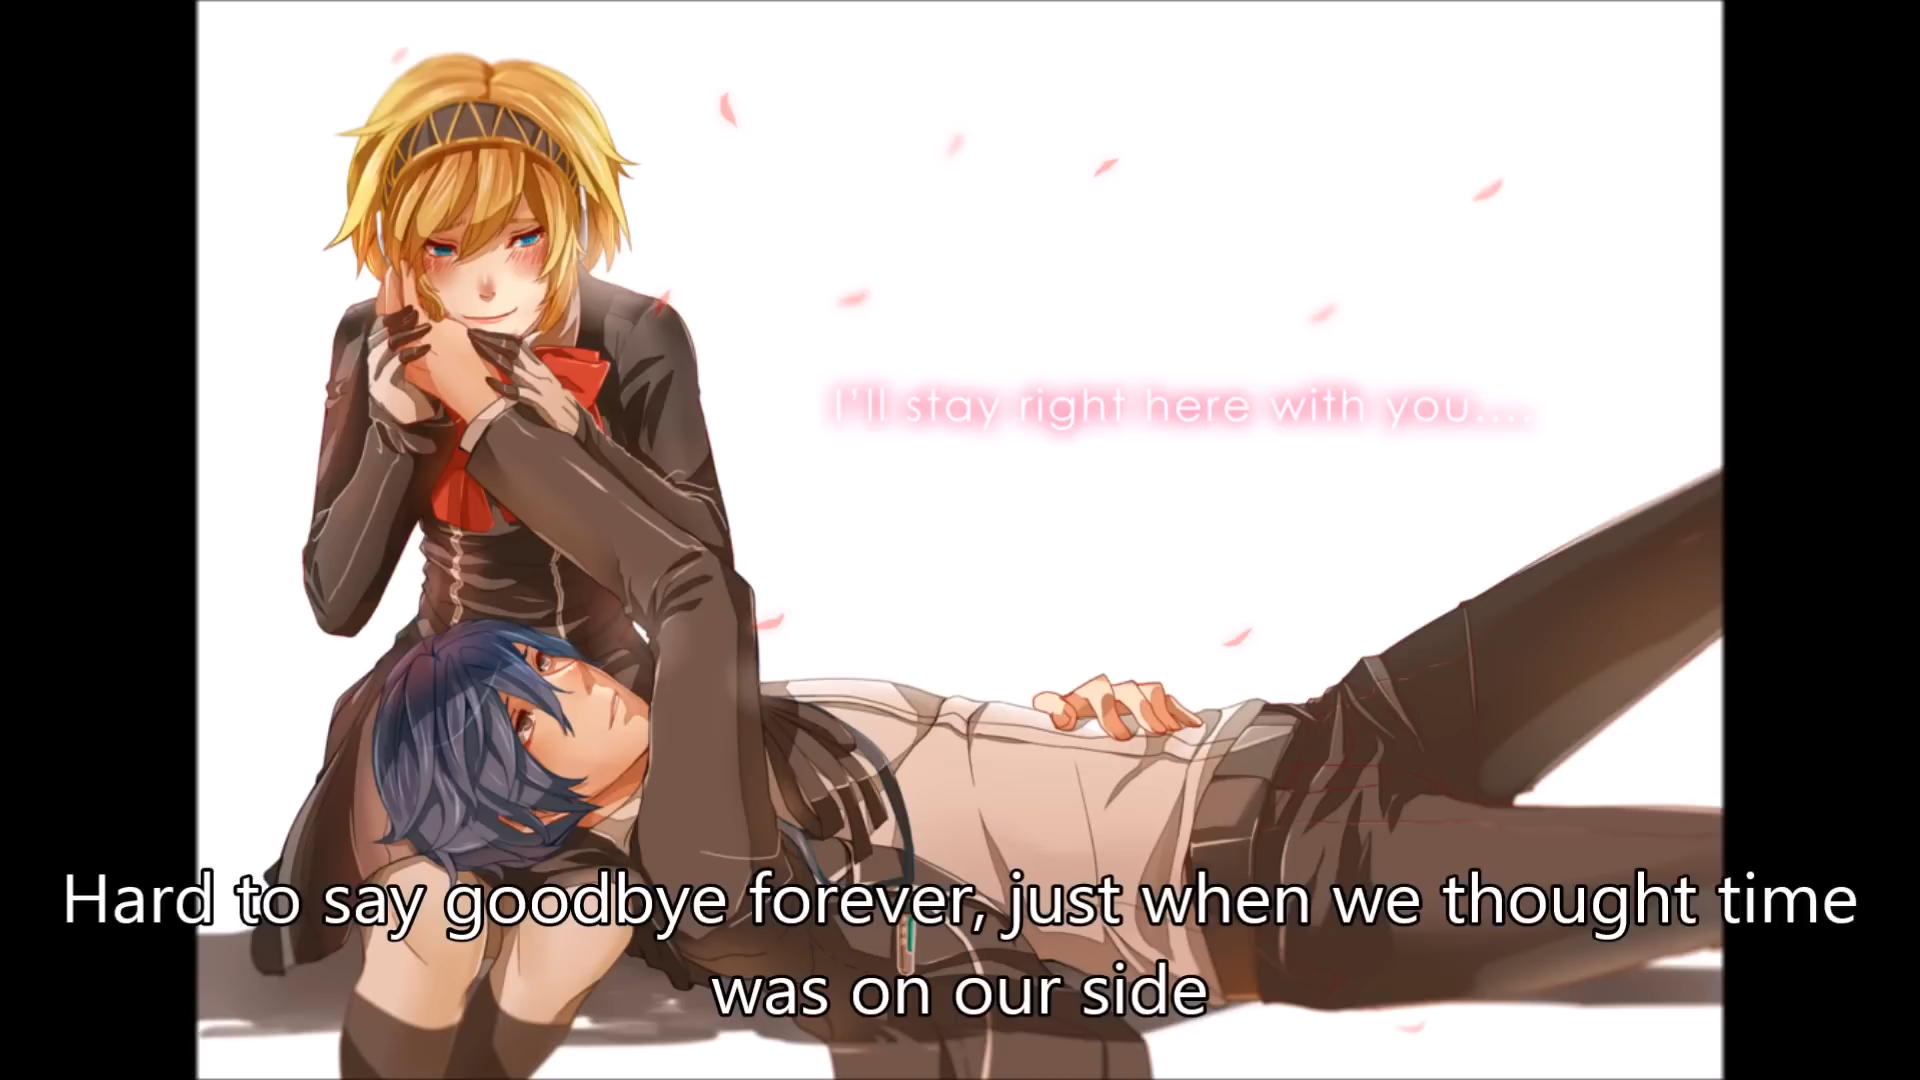 I'll stay right here with you....
Hard to say goodbye forever, just when we thought time
was on our side